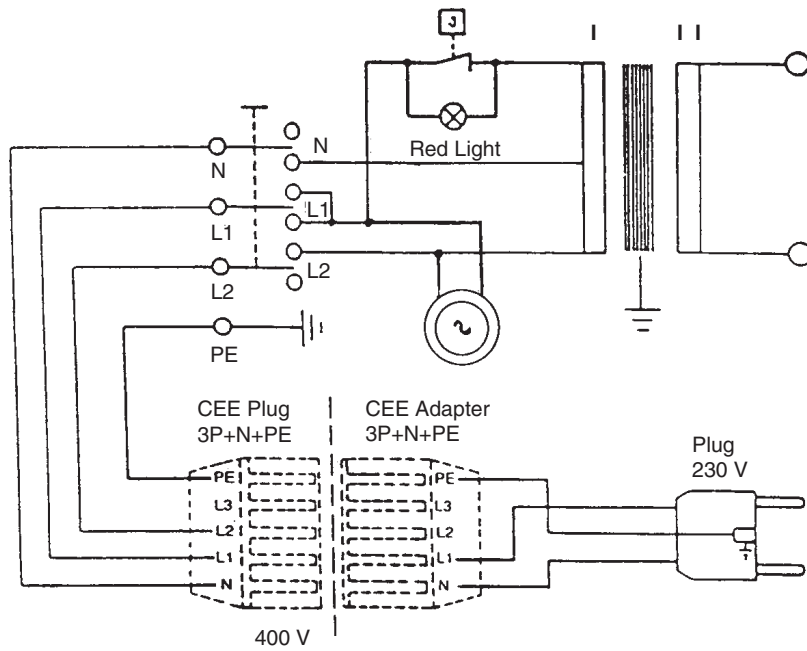 I
I I
Red Light
N
N
L1
L1
L2
L2
PE
CEE Plug
3P+N+PE
CEE Adapter
3P+N+PE
Plug
230 V
PE
L3
L2
L1
N
PE
L3
L2
L1
N
400 V